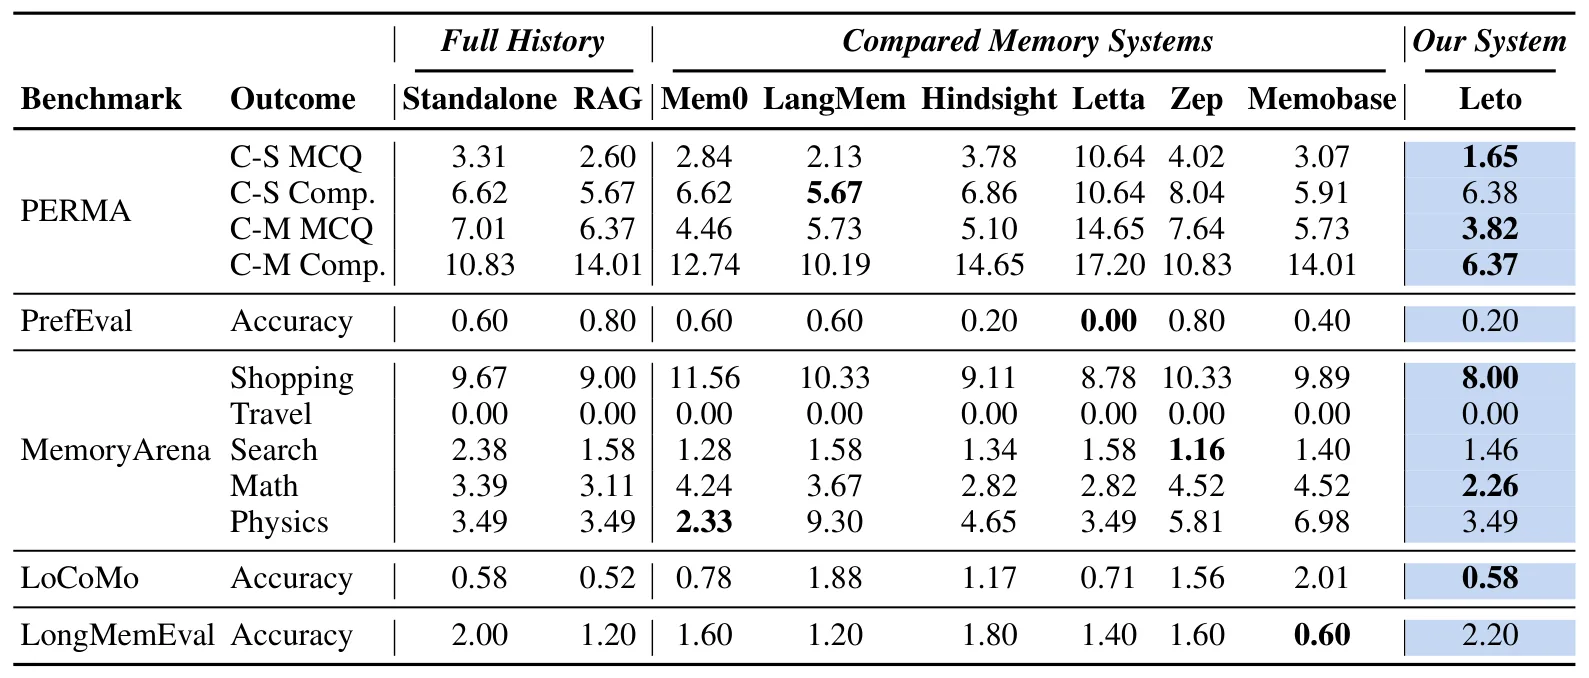 Full History Compared Memory Systems Our System
Benchmark Outcome Standalone RAG Mem0 LangMem Hindsight Letta Zep Memobase Leto
C-S MCQ 3.31 2.60 2.84 2.13 3.78 10.64 4.02 3.07 1.65
C-S Comp. 6.62 5.67 6.62 5.67 6.86 10.64 8.04 5.91 6.38
PERMA
C-M MCQ 7.01 6.37 4.46 5.73 5.10 14.65 7.64 5.73 3.82
C-M Comp. 10.83 14.01 12.74 10.19 14.65 17.20 10.83 14.01 6.37
PrefEval Accuracy 0.60 0.80 0.60 0.60 0.20 0.00 0.80 0.40 0.20
Shopping 9.67 9.00 11.56 10.33 9.11 8.78 10.33 9.89 8.00
Travel 0.00 0.00 0.00 0.00 0.00 0.00 0.00 0.00 0.00
MemoryArena Search 2.38 1.58 1.28 1.58 1.34 1.58 1.16 1.40 1.46
Math 3.39 3.11 4.24 3.67 2.82 2.82 4.52 4.52 2.26
Physics 3.49 3.49 2.33 9.30 4.65 3.49 5.81 6.98 3.49
LoCoMo Accuracy 0.58 0.52 0.78 1.88 1.17 0.71 1.56 2.01 0.58
LongMemEval Accuracy 2.00 1.20 1.60 1.20 1.80 1.40 1.60 0.60 2.20